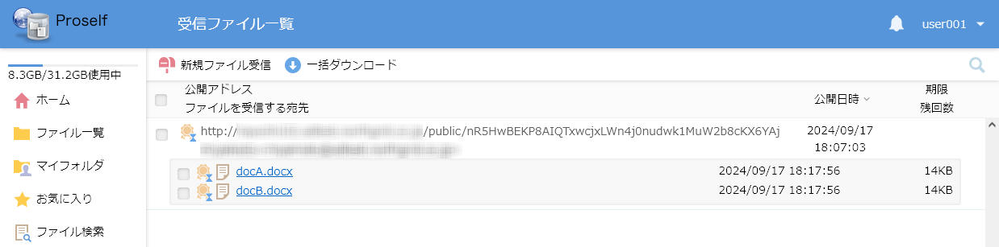 Proself
受信ファイル一覧
user001
8.3GB/31.2GB使用中
ホーム
ファイル一覧
マイフォルダ
お気に入り
ファイル検索
新規ファイル受信
一括ダウンロード
公開アドレス
ファイルを受信する宛先
公開日時
期限
残回数
http:// /public/nR5HwBEKP8AIQTxwcjxLWn4j0nudwk1MuW2b8cKX6YAj
2024/09/17
18:07:03
docA.docx 2024/09/17 18:17:56 14KB
docB.docx 2024/09/17 18:17:56 14KB